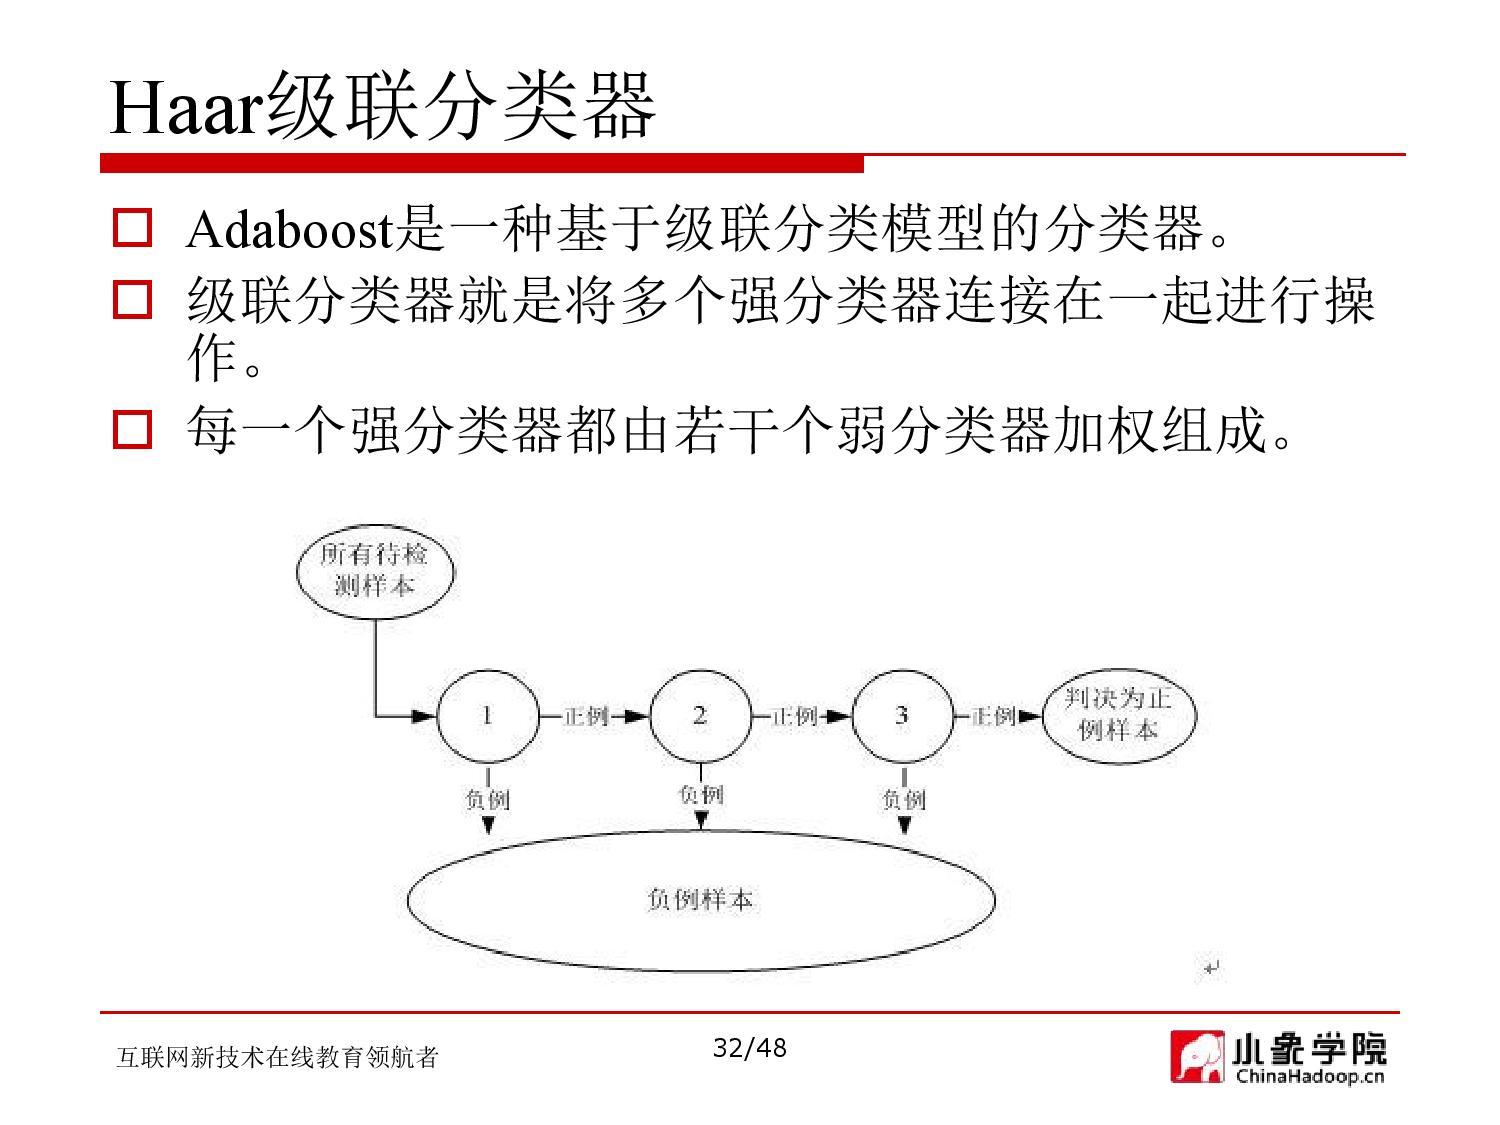 Haar级联分类器
Adaboost是一种基于级联分类模型的分类器。
级联分类器就是将多个强分类器连接在一起进行操
作。
每一个强分类器都由若干个弱分类器加权组成。
所有待检
测样本
1
正例
2
正例
3
正例
判决为正
例样本
负例
负例
负例
负例样本
互联网新技术在线教育领航者
32/48
小象学院
ChinaHadoop.cn